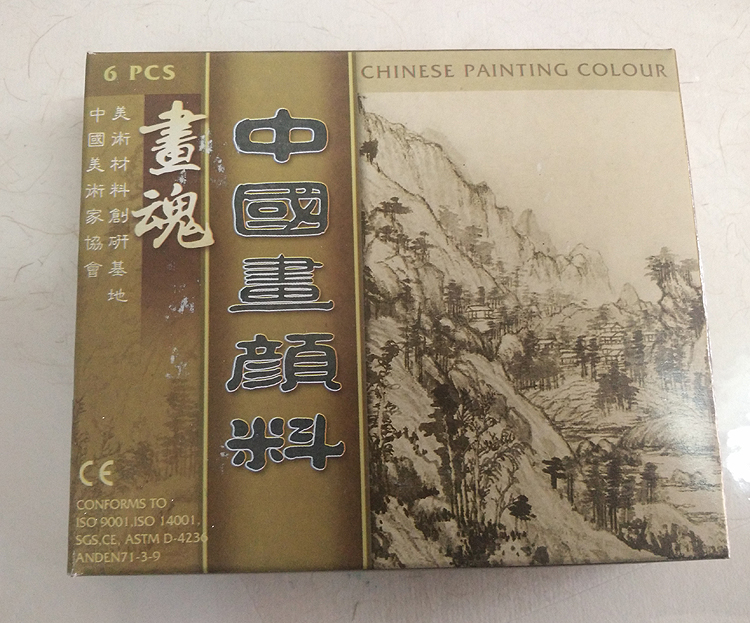 6 PCS
CHINESE PAINTING COLOUR
中國畫顔料
畫魂
美術材料創研基地
中國美術家協會
CE
CONFORMS TO
ISO 9001.ISO 14001.
SGS.CE. ASTM D-4236
ANDEN71-3-9